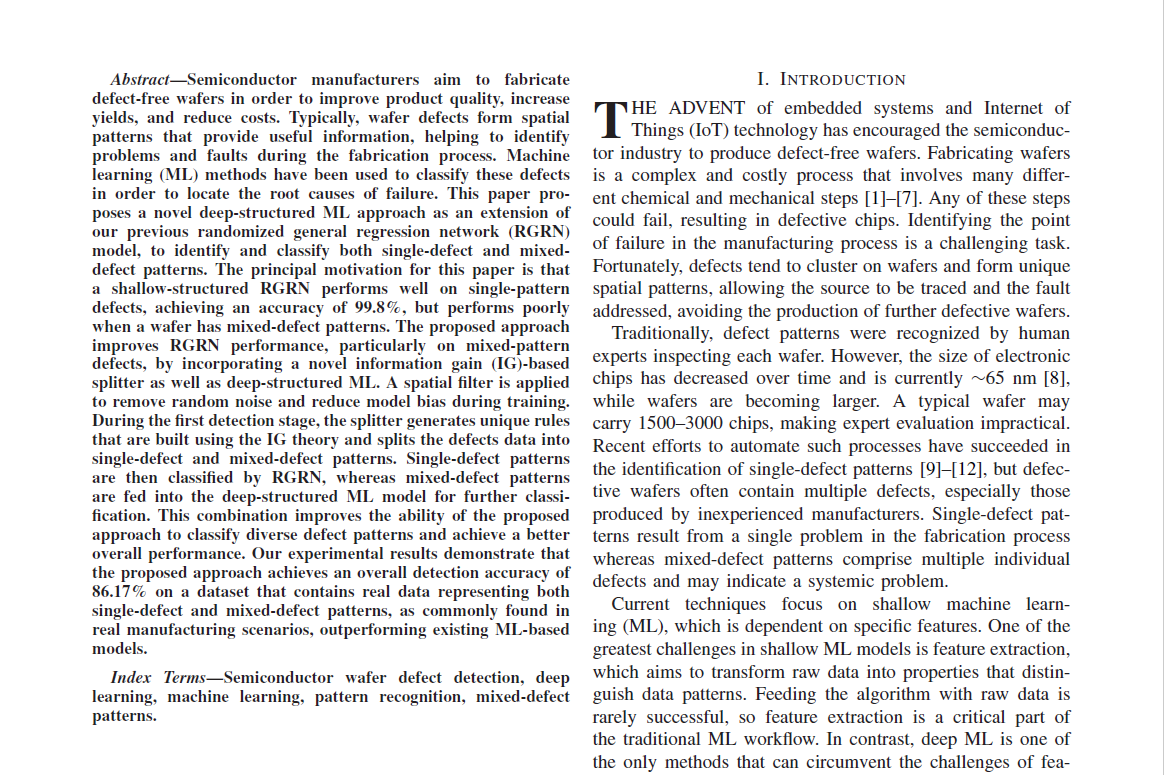 Abstract—Semiconductor manufacturers aim to fabricate
defect-free wafers in order to improve product quality, increase
yields, and reduce costs. Typically, wafer defects form spatial
patterns that provide useful information, helping to identify
problems and faults during the fabrication process. Machine
learning (ML) methods have been used to classify these defects
in order to locate the root causes of failure. This paper pro-
poses a novel deep-structured ML approach as an extension of
our previous randomized general regression network (RGRN)
model, to identify and classify both single-defect and mixed-
defect patterns. The principal motivation for this paper is that
a shallow-structured RGRN performs well on single-pattern
defects, achieving an accuracy of 99.8%, but performs poorly
when a wafer has mixed-defect patterns. The proposed approach
improves RGRN performance, particularly on mixed-pattern
defects, by incorporating a novel information gain (IG)-based
splitter as well as deep-structured ML. A spatial filter is applied
to remove random noise and reduce model bias during training.
During the first detection stage, the splitter generates unique rules
that are built using the IG theory and splits the defects data into
single-defect and mixed-defect patterns. Single-defect patterns
are then classified by RGRN, whereas mixed-defect patterns
are fed into the deep-structured ML model for further classi-
fication. This combination improves the ability of the proposed
approach to classify diverse defect patterns and achieve a better
overall performance. Our experimental results demonstrate that
the proposed approach achieves an overall detection accuracy of
86.17% on a dataset that contains real data representing both
single-defect and mixed-defect patterns, as commonly found in
real manufacturing scenarios, outperforming existing ML-based
models.
Index Terms—Semiconductor wafer defect detection, deep
learning, machine learning, pattern recognition, mixed-defect
patterns.
I. INTRODUCTION
THE ADVENT of embedded systems and Internet of
Things (IoT) technology has encouraged the semiconduc-
tor industry to produce defect-free wafers. Fabricating wafers
is a complex and costly process that involves many differ-
ent chemical and mechanical steps [1]–[7]. Any of these steps
could fail, resulting in defective chips. Identifying the point
of failure in the manufacturing process is a challenging task.
Fortunately, defects tend to cluster on wafers and form unique
spatial patterns, allowing the source to be traced and the fault
addressed, avoiding the production of further defective wafers.
Traditionally, defect patterns were recognized by human
experts inspecting each wafer. However, the size of electronic
chips has decreased over time and is currently ∼65 nm [8],
while wafers are becoming larger. A typical wafer may
carry 1500–3000 chips, making expert evaluation impractical.
Recent efforts to automate such processes have succeeded in
the identification of single-defect patterns [9]–[12], but defec-
tive wafers often contain multiple defects, especially those
produced by inexperienced manufacturers. Single-defect pat-
terns result from a single problem in the fabrication process
whereas mixed-defect patterns comprise multiple individual
defects and may indicate a systemic problem.
Current techniques focus on shallow machine learn-
ing (ML), which is dependent on specific features. One of the
greatest challenges in shallow ML models is feature extraction,
which aims to transform raw data into properties that distin-
guish data patterns. Feeding the algorithm with raw data is
rarely successful, so feature extraction is a critical part of
the traditional ML workflow. In contrast, deep ML is one of
the only methods that can circumvent the challenges of fea-